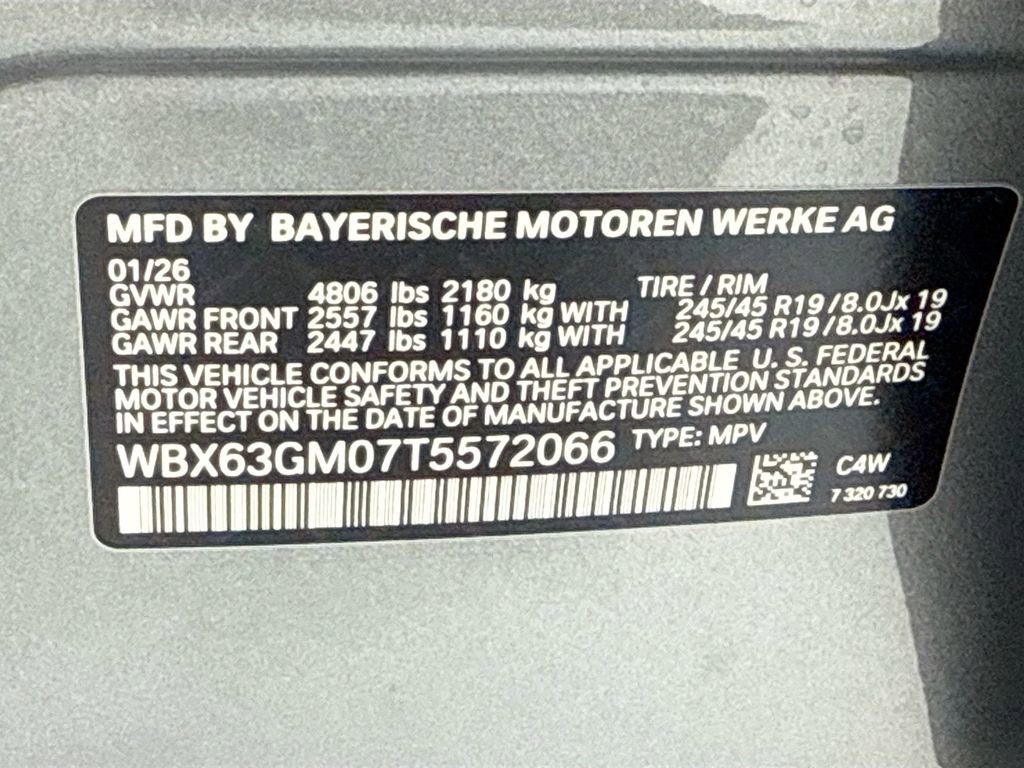 MFD BY BAYERISCHE MOTOREN WERKE AG
01/26 TIRE / RIM
GVWR 4806 lbs 2180 kg
GAWR FRONT 2557 lbs 1160 kg WITH 245/45 R19 / 8.0Jx 19
GAWR REAR 2447 lbs 1110 kg WITH 245/45 R19 / 8.0Jx 19
THIS VEHICLE CONFORMS TO ALL APPLICABLE U. S. FEDERAL
MOTOR VEHICLE SAFETY AND THEFT PREVENTION STANDARDS
IN EFFECT ON THE DATE OF MANUFACTURE SHOWN ABOVE.
WBX63GM07T5572066 TYPE: MPV
C4W
7 320 730